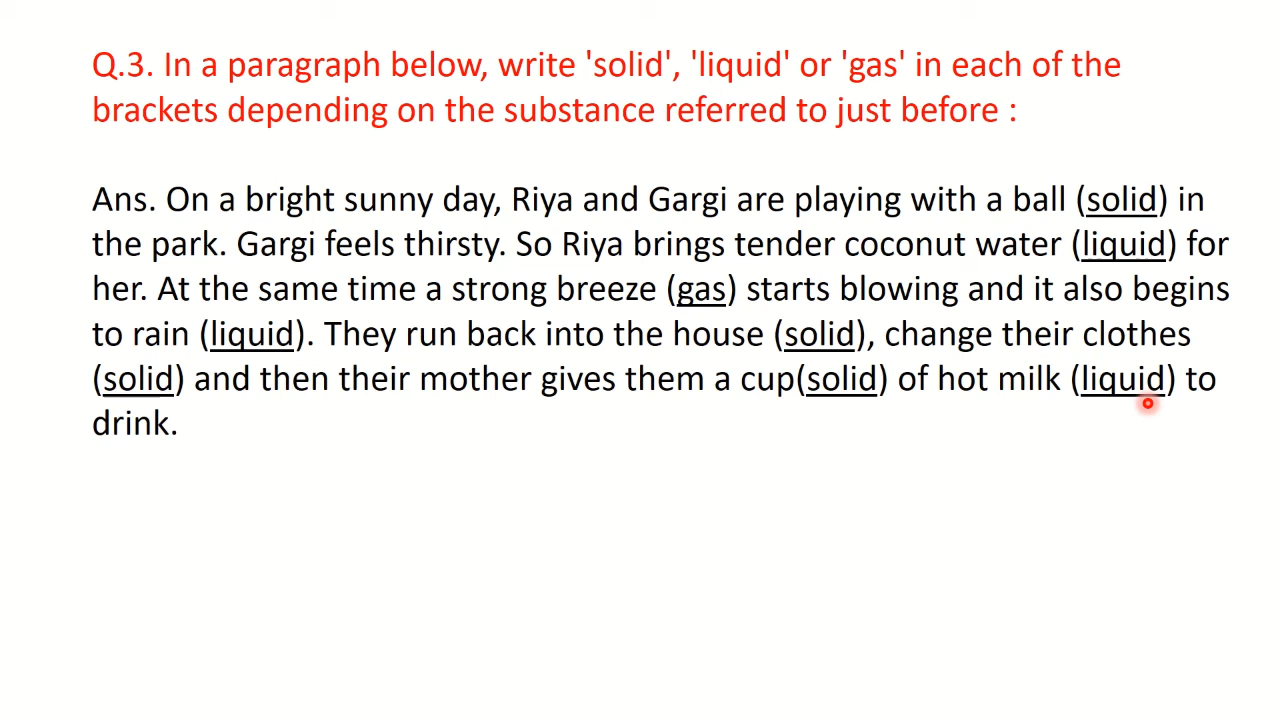 Q.3. In a paragraph below, write 'solid', 'liquid' or 'gas' in each of the
brackets depending on the substance referred to just before :
Ans. On a bright sunny day, Riya and Gargi are playing with a ball (solid) in
the park. Gargi feels thirsty. So Riya brings tender coconut water (liquid) for
her. At the same time a strong breeze (gas) starts blowing and it also begins
to rain (liquid). They run back into the house (solid), change their clothes
(solid) and then their mother gives them a cup(solid) of hot milk (liquid) to
drink.